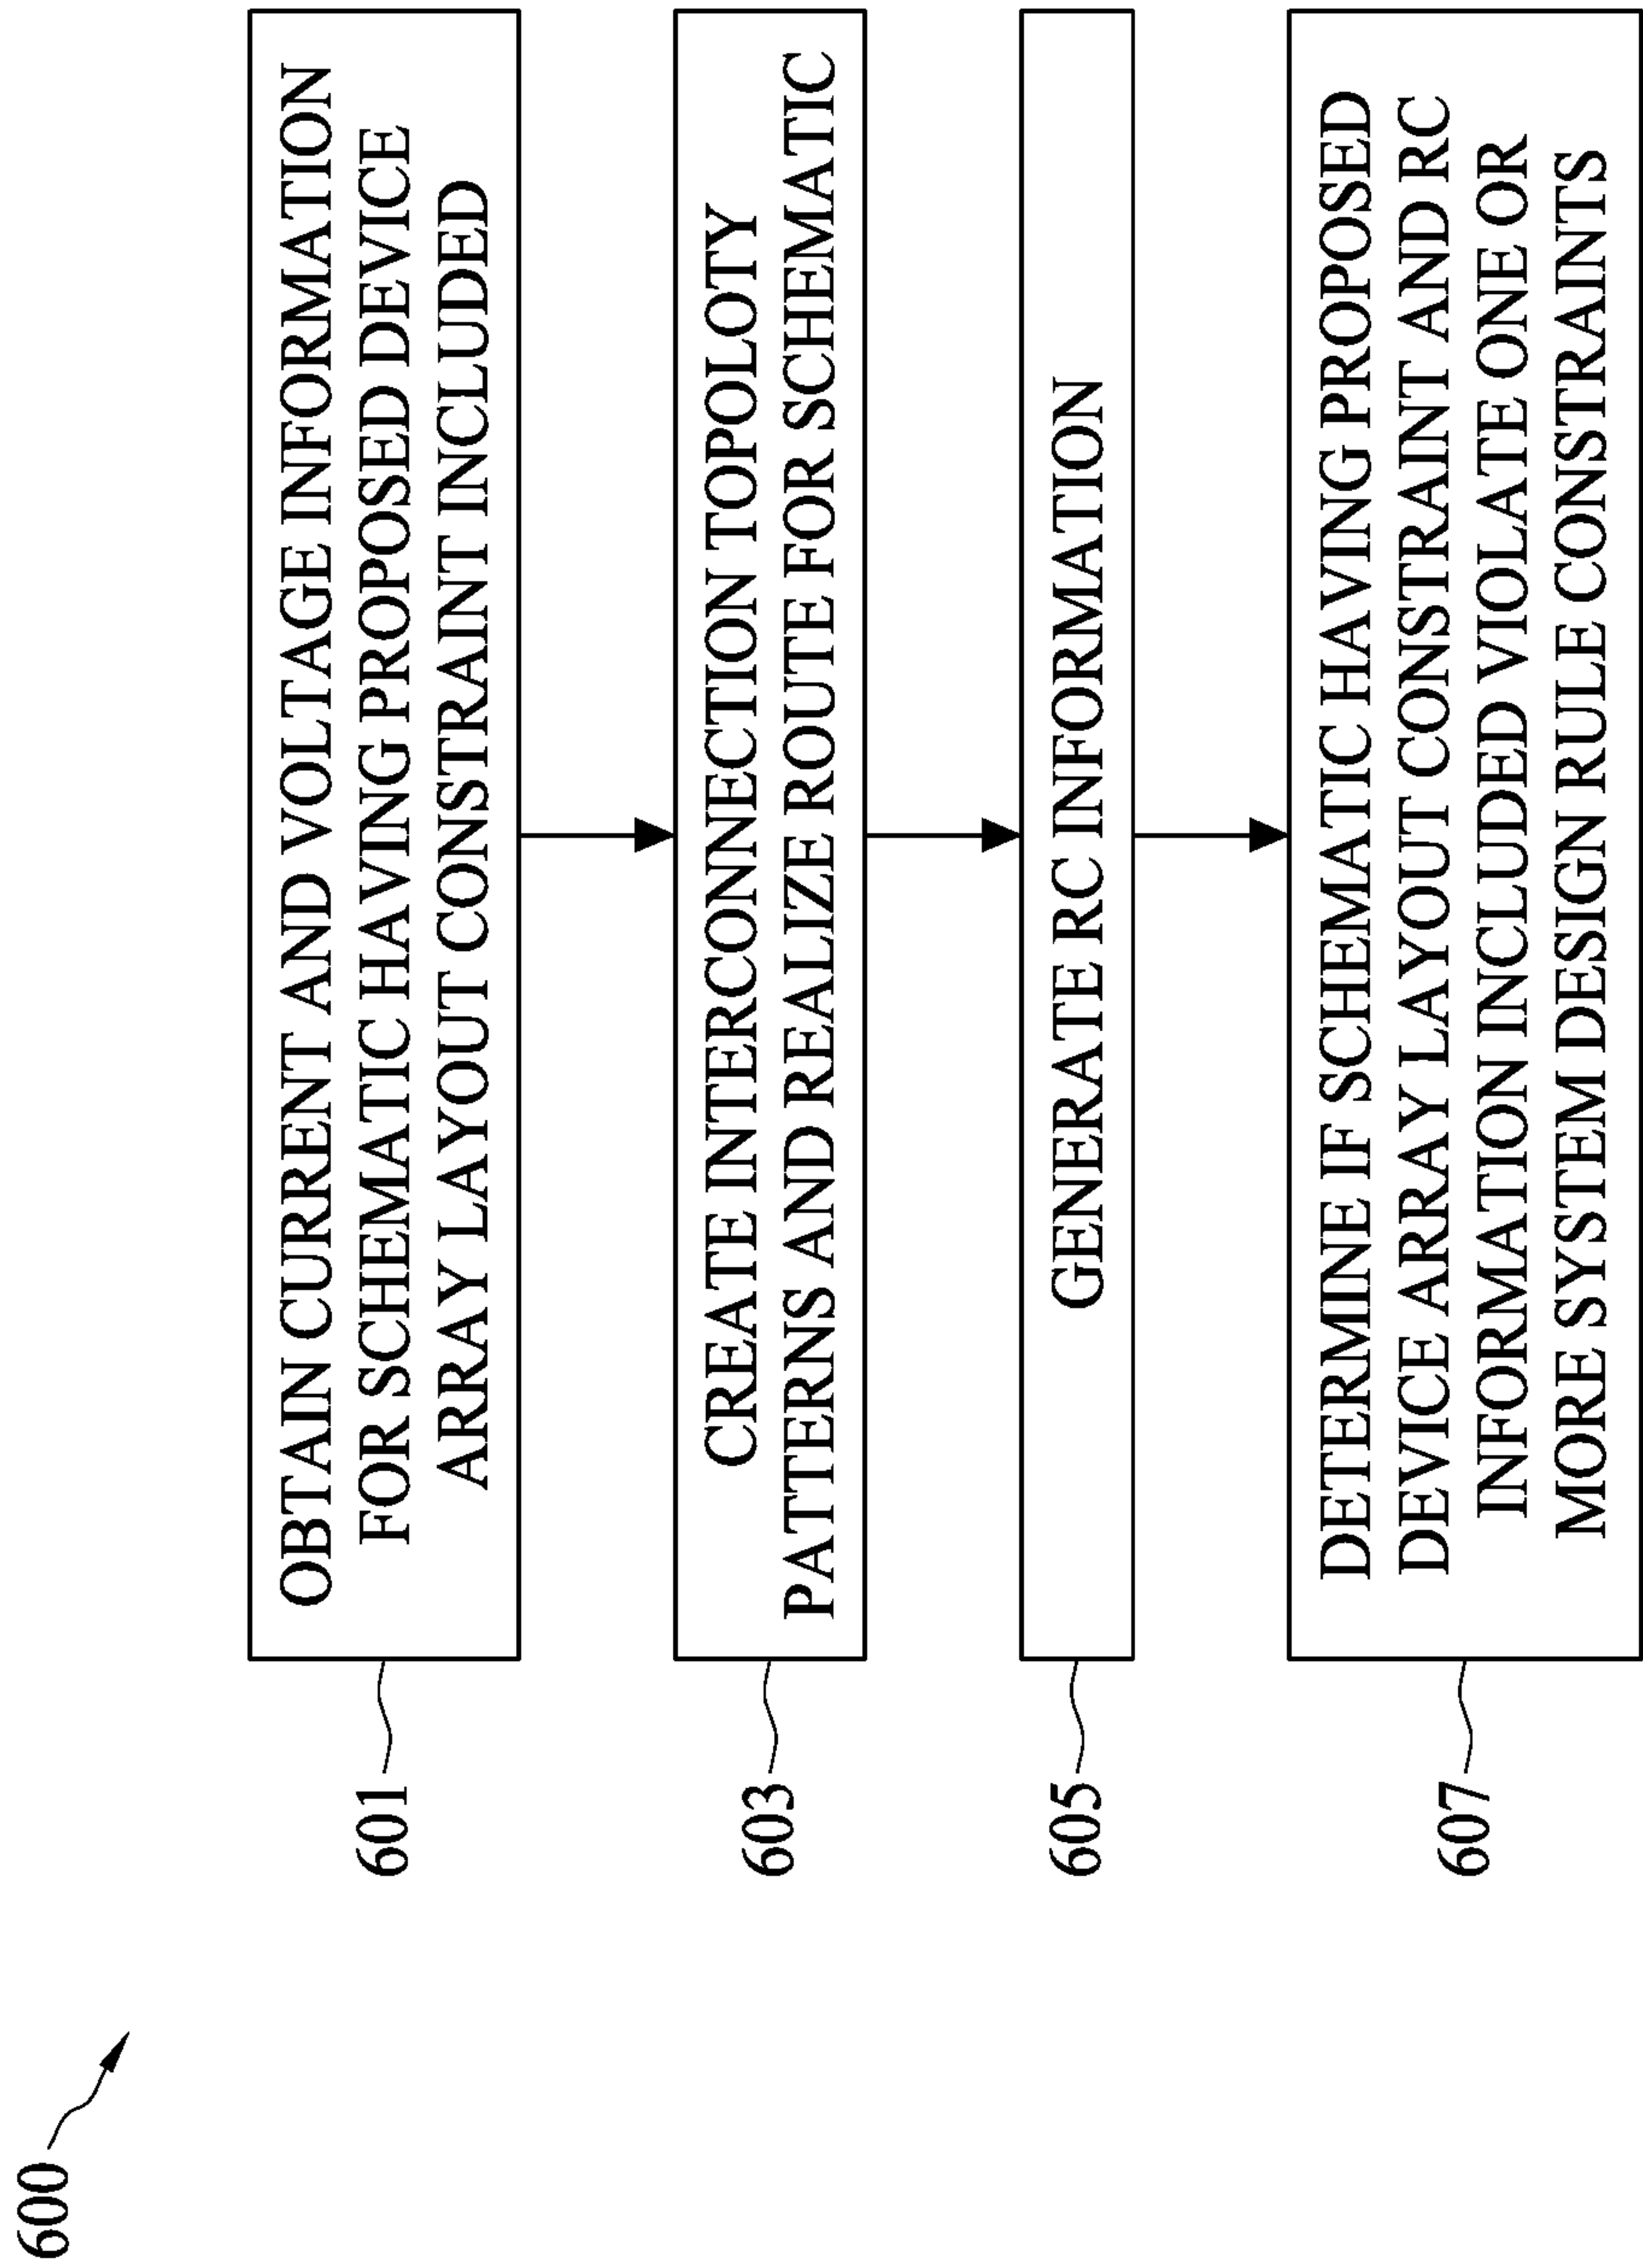 600
601
OBTAIN CURRENT AND VOLTAGE INFORMATION
FOR SCHEMATIC HAVING PROPOSED DEVICE
ARRAY LAYOUT CONSTRAINT INCLUDED
603
CREATE INTERCONNECTION TOPOLOTY
PATTERNS AND REALIZE ROUTE FOR SCHEMATIC
605
GENERATE RC INFORMATION
607
DETERMINE IF SCHEMATIC HAVING PROPOSED
DEVICE ARRAY LAYOUT CONSTRAINT AND RC
INFORMATION INCLUDED VIOLATE ONE OR
MORE SYSTEM DESIGN RULE CONSTRAINTS